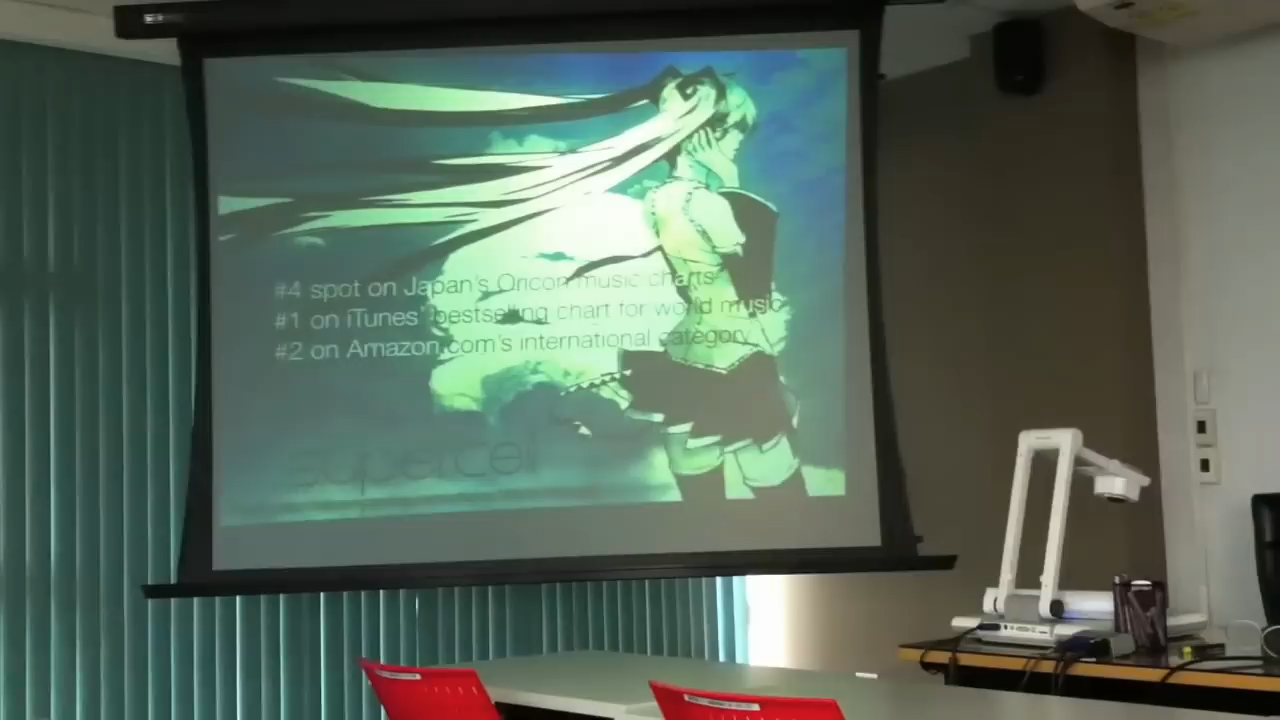 #4 spot on Japan's Oricon music charts
#1 on iTunes' bestselling chart for world music
#2 on Amazon.com's international category
supercell